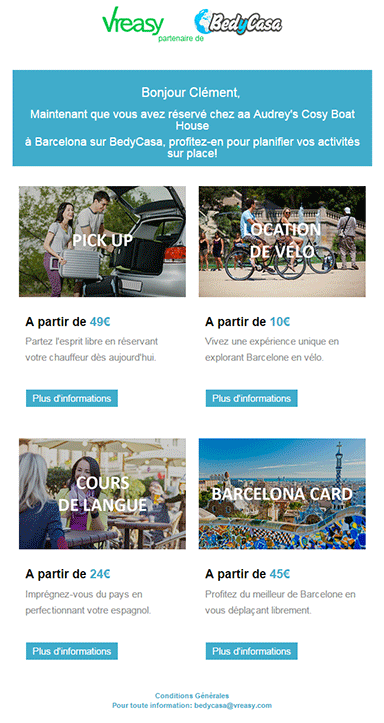 Vreasy
partenaire de
BedyCasa
Bonjour Clément,
Maintenant que vous avez réservé chez aa Audrey's Cosy Boat
House
à Barcelona sur BedyCasa, profitez-en pour planifier vos activités
sur place!
PICK UP
LOCATION
DE VÉLO
A partir de 49€
A partir de 10€
Partez l'esprit libre en réservant
votre chauffeur dès aujourd'hui.
Vivez une expérience unique en
explorant Barcelone en vélo.
Plus d'informations
Plus d'informations
COURS
DE LANGUE
BARCELONA CARD
A partir de 24€
A partir de 45€
Imprégnez-vous du pays en
perfectionnant votre espagnol.
Profitez du meilleur de Barcelone en
vous déplaçant librement.
Plus d'informations
Plus d'informations
Conditions Générales
Pour toute information: bedycasa@vreasy.com